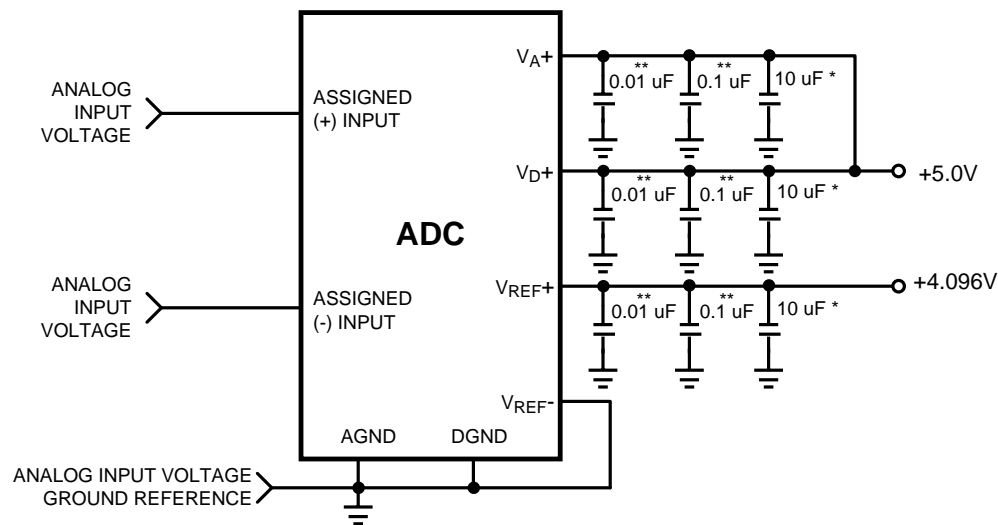 VA+
** ** 10 uF *
0.01 uF 0.1 uF
ANALOG
INPUT
VOLTAGE
ASSIGNED
(+) INPUT
VD+
** ** 10 uF *
0.01 uF 0.1 uF
+5.0V
ADC
ANALOG
INPUT
VOLTAGE
ASSIGNED
(-) INPUT
VREF+
** ** 10 uF *
0.01 uF 0.1 uF
+4.096V
VREF-
AGND DGND
ANALOG INPUT VOLTAGE
GROUND REFERENCE